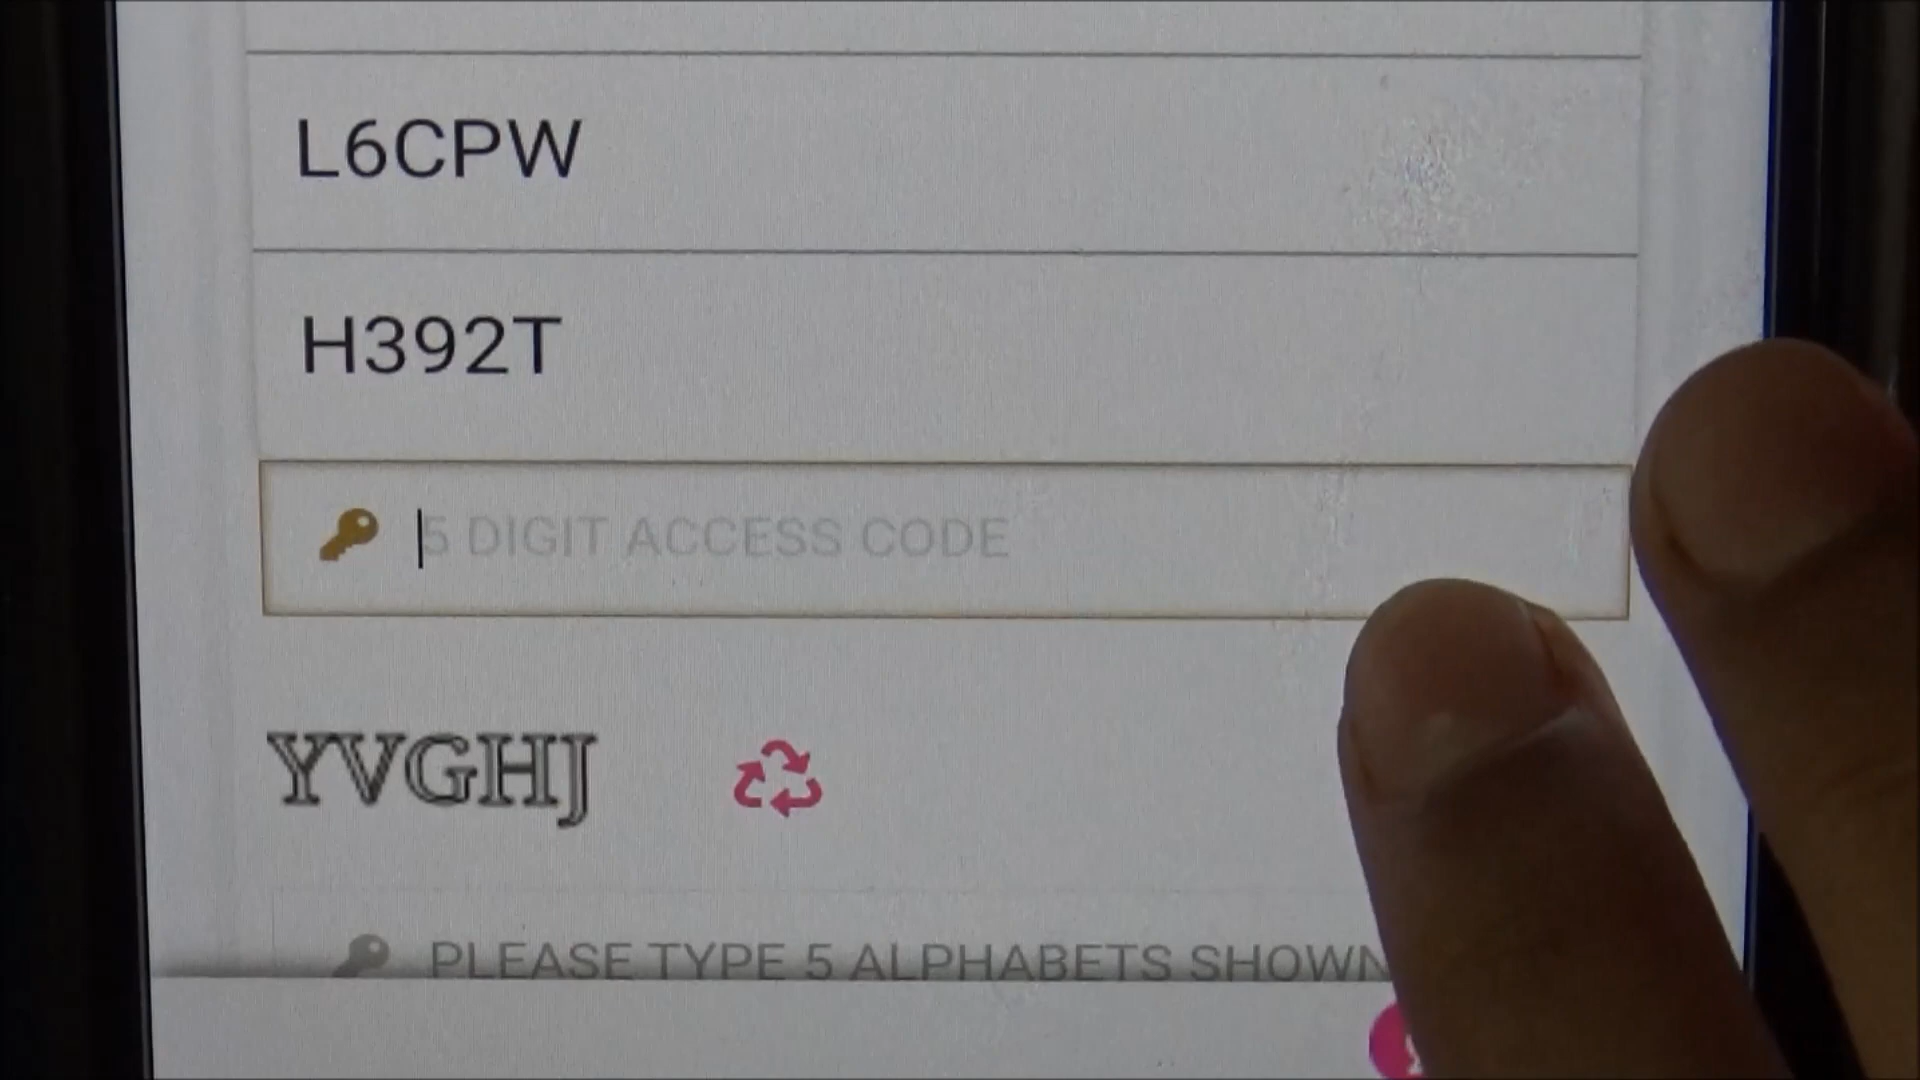 L6CPW
H392T
5 DIGIT ACCESS CODE
YVGHJ
PLEASE TYPE 5 ALPHABETS SHOWN